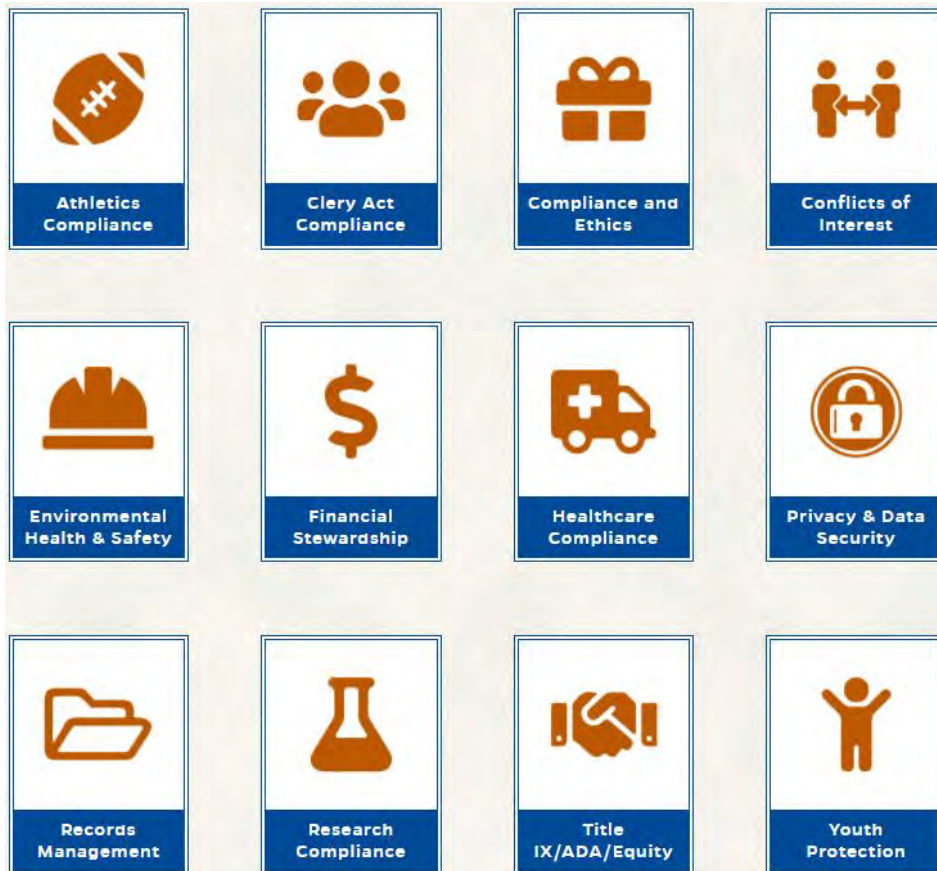 Athletics
Compliance
Clery Act
Compliance
Compliance and
Ethics
Conflicts of
Interest
Environmental
Health & Safety
Financial
Stewardship
Healthcare
Compliance
Privacy & Data
Security
Records
Management
Research
Compliance
Title
IX/ADA/Equity
Youth
Protection